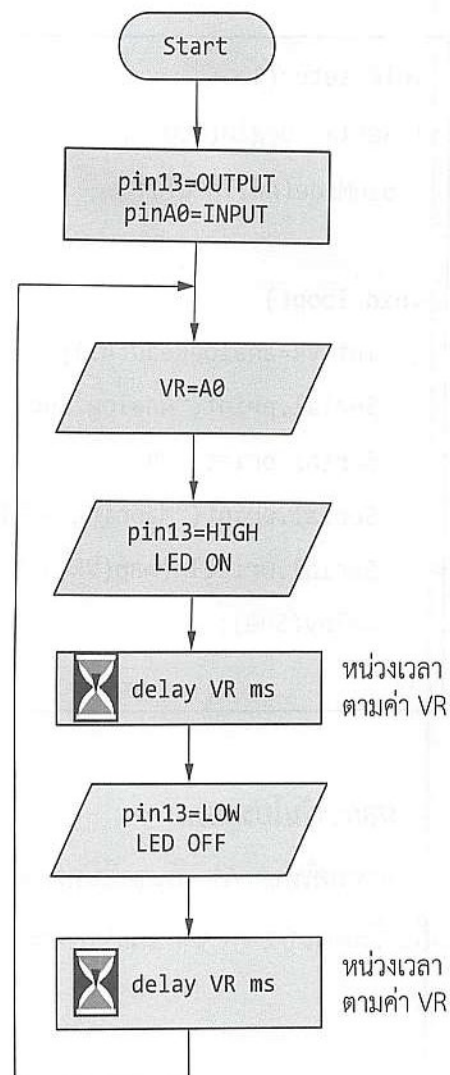 Start
pin13=OUTPUT
pinA0=INPUT
VR=A0
pin13=HIGH
LED ON
delay VR ms
หน่วงเวลา
ตามค่า VR
pin13=LOW
LED OFF
delay VR ms
หน่วงเวลา
ตามค่า VR